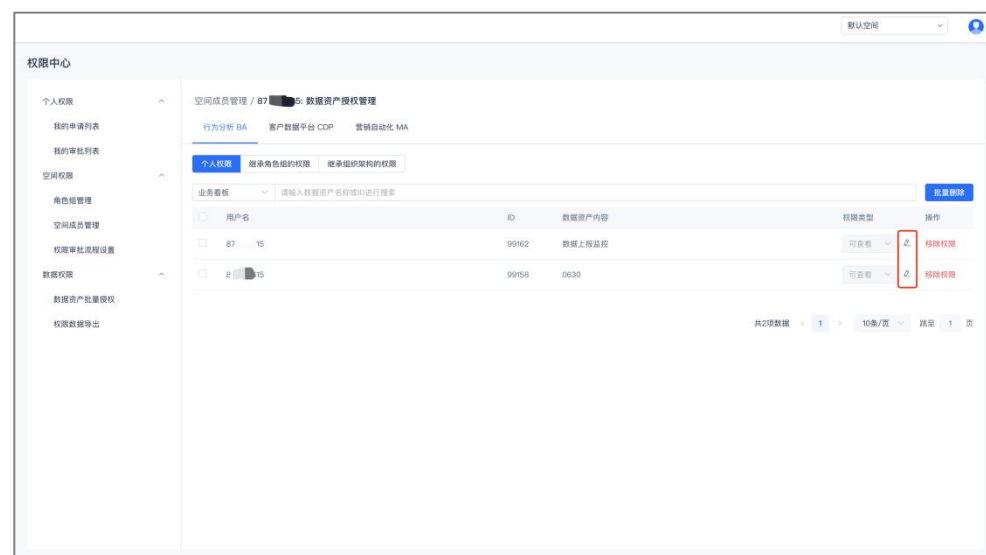 默认空间
权限中心
个人权限
我的申请列表
我的审批列表
空间权限
角色组管理
空间成员管理
权限审批流程设置
数据权限
数据资产批量授权
权限数据导出
空间成员管理 / 87 5: 数据资产授权管理
行为分析 BA 客户数据平台 CDP 营销自动化 MA
个人权限 继承角色组的权限 继承组织架构的权限
业务看板 请输入数据资产名称或ID进行搜索 批量删除
用户名 ID 数据资产内容 权限类型 操作
87 15 99162 数据上报监控 可查看 移除权限
8 15 99158 0630 可查看 移除权限
共2项数据 1 10条/页 跳至 1 页